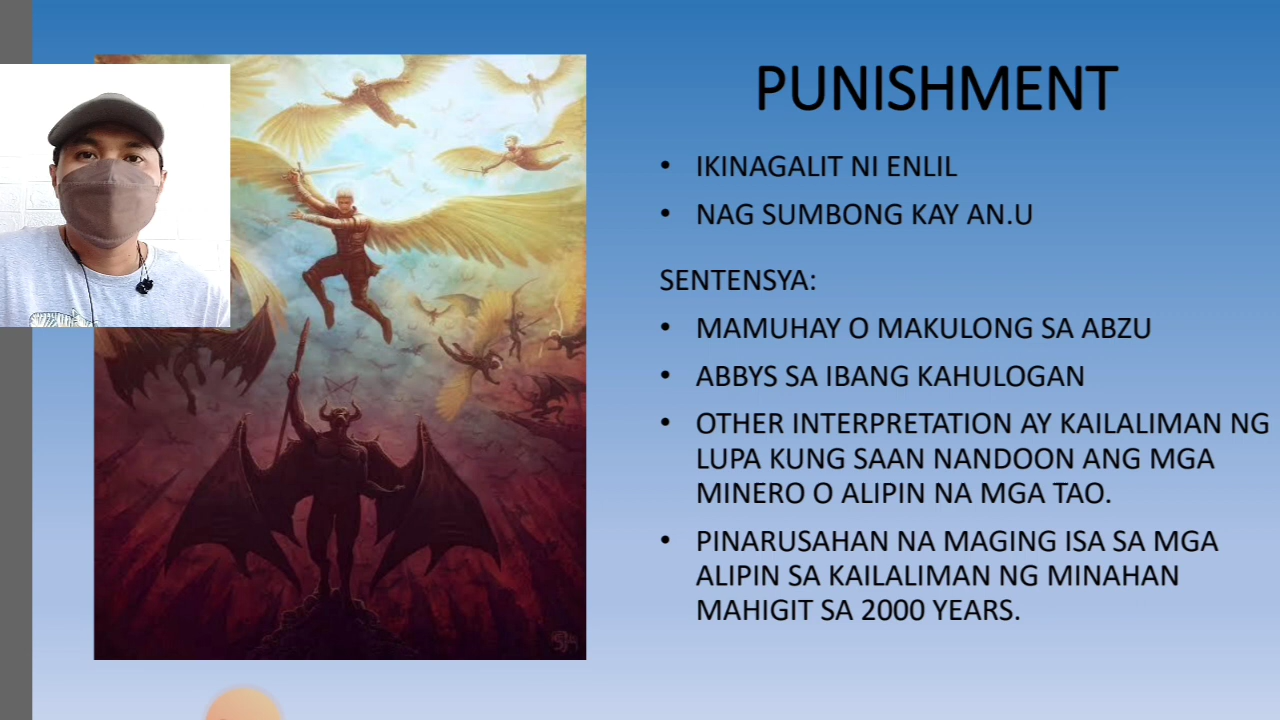 PUNISHMENT
• IKINAGALIT NI ENLIL
• NAG SUMBONG KAY AN.U
SENTENSYA:
• MAMUHAY O MAKULONG SA ABZU
• ABBYS SA IBANG KAHULOGAN
• OTHER INTERPRETATION AY KAILALIMAN NG
LUPA KUNG SAAN NANDOON ANG MGA
MINERO O ALIPIN NA MGA TAO.
• PINARUSAHAN NA MAGING ISA SA MGA
ALIPIN SA KAILALIMAN NG MINAHAN
MAHIGIT SA 2000 YEARS.